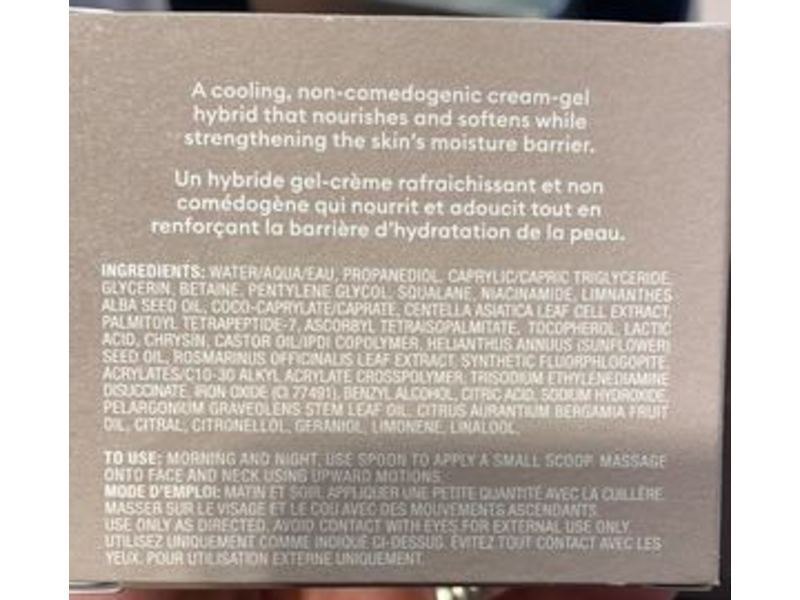 A cooling, non-comedogenic cream-gel
hybrid that nourishes and softens while
strengthening the skin's moisture barrier.
Un hybride gel-crème rafraichissant et non
comédogène qui nourrit et adoucit tout en
renforçant la barrière d'hydratation de la peau.
INGREDIENTS: WATER/AQUA/EAU, PROPANEDIOL, CAPRYLIC/CAPRIC TRIGLYCERIDE,
GLYCERIN, BETAINE, PENTYLENE GLYCOL, SQUALANE, NIACINAMIDE, LIMNANTHES
ALBA SEED OIL, COCO-CAPRYLATE/CAPRATE, CENTELLA ASIATICA LEAF CELL EXTRACT,
PALMITOYL TETRAPEPTIDE-7, ASCORBYL TETRAISOPALMITATE, TOCOPHEROL, LACTIC
ACID, CHRYSIN, CASTOR OIL/IPDI COPOLYMER, HELIANTHUS ANNUUS (SUNFLOWER)
SEED OIL, ROSMARINUS OFFICINALIS LEAF EXTRACT, SYNTHETIC FLUORPHLOGOPITE,
ACRYLATES/C10-30 ALKYL ACRYLATE CROSSPOLYMER, TRISODIUM ETHYLENEDIAMINE
DISUCCINATE, IRON OXIDE (CI 77491), BENZYL ALCOHOL, CITRIC ACID, SODIUM HYDROXIDE,
PELARGONIUM GRAVEOLENS STEM LEAF OIL, CITRUS AURANTIUM BERGAMIA FRUIT
OIL, CITRAL, CITRONELLOL, GERANIOL, LIMONENE, LINALOOL.
TO USE: MORNING AND NIGHT, USE SPOON TO APPLY A SMALL SCOOP. MASSAGE
ONTO FACE AND NECK USING UPWARD MOTIONS.
MODE D'EMPLOI: MATIN ET SOIR, APPLIQUER UNE PETITE QUANTITÉ AVEC LA CUILLÈRE.
MASSER SUR LE VISAGE ET LE COU AVEC DES MOUVEMENTS ASCENDANTS.
USE ONLY AS DIRECTED. AVOID CONTACT WITH EYES. FOR EXTERNAL USE ONLY.
UTILISEZ UNIQUEMENT COMME INDIQUÉ CI-DESSUS. ÉVITEZ TOUT CONTACT AVEC LES
YEUX. POUR UTILISATION EXTERNE UNIQUEMENT.